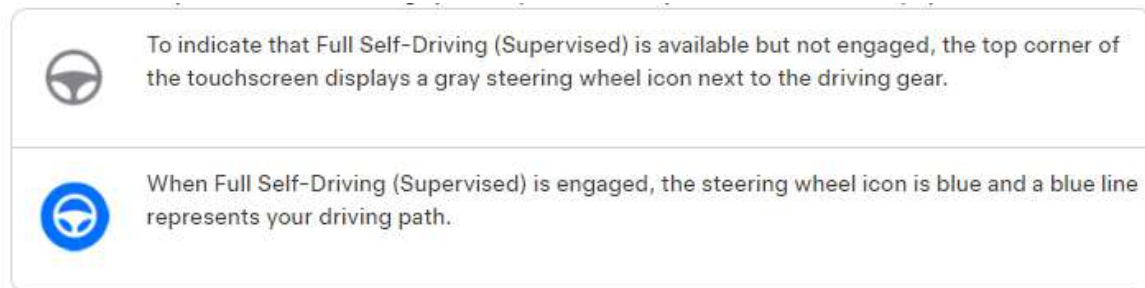 To indicate that Full Self-Driving (Supervised) is available but not engaged, the top corner of
the touchscreen displays a gray steering wheel icon next to the driving gear.
When Full Self-Driving (Supervised) is engaged, the steering wheel icon is blue and a blue line
represents your driving path.